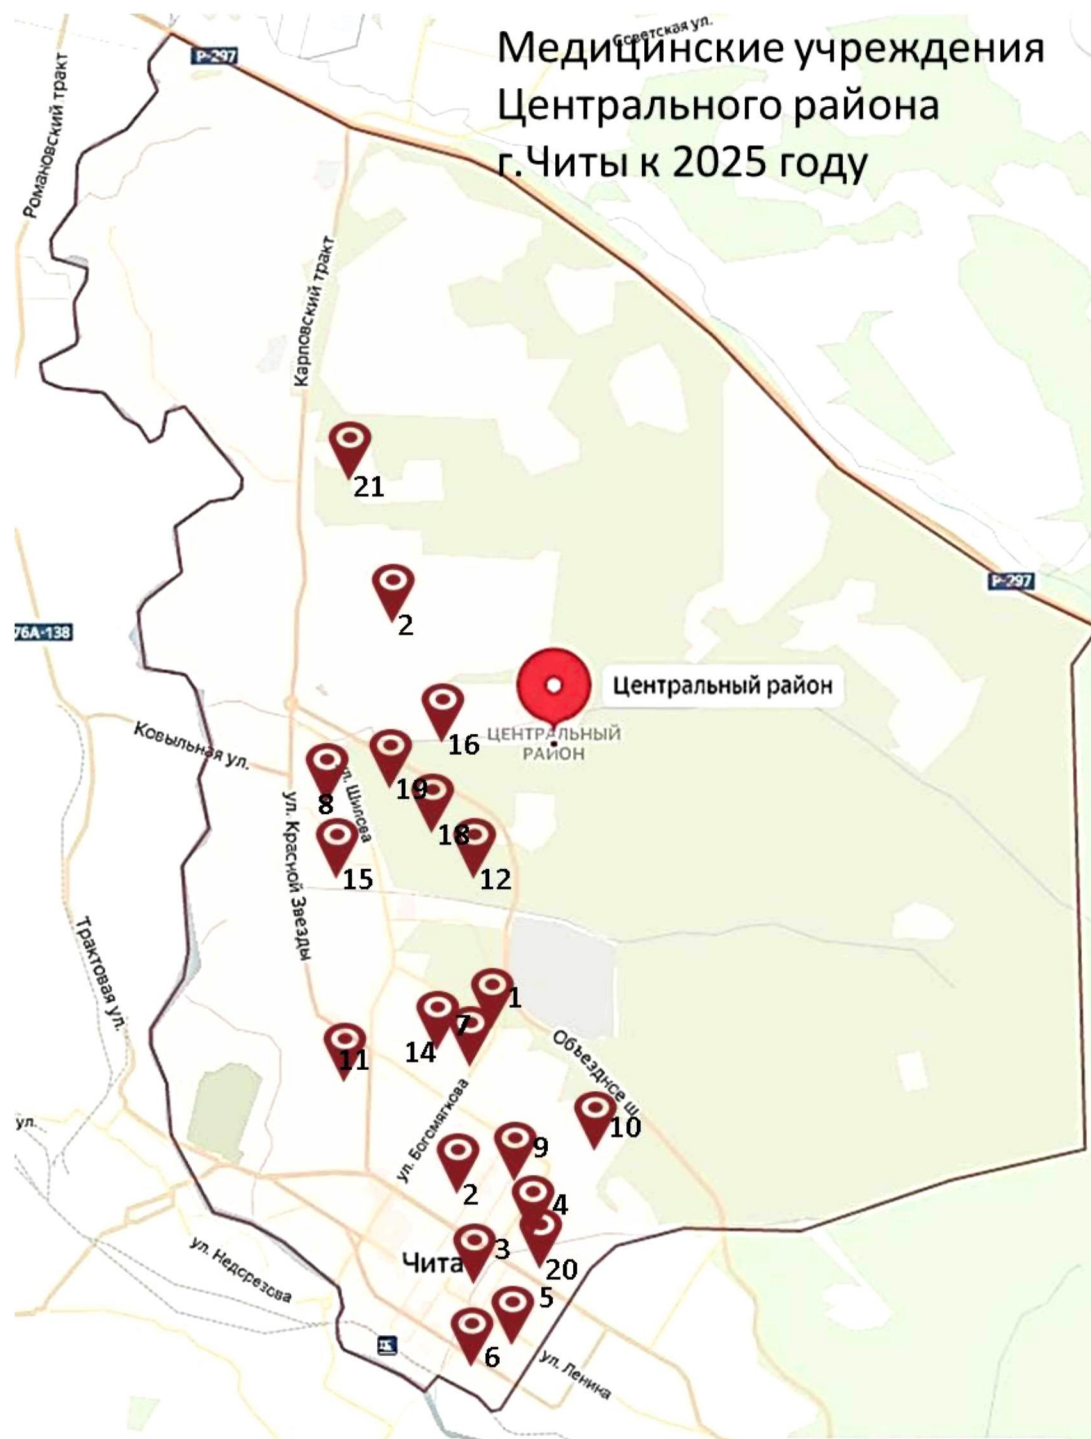 Советская ул.
Медицинские учреждения
Центрального района
г. Читы к 2025 году
Р-297
Романовский тракт
Карповский тракт
21
Р-297
2
76А-138
Центральный район
ЦЕНТРАЛЬНЫЙ
РАЙОН
16
Ковыльная ул.
19
8
ул. Шилова
18
15
12
ул. Красной Звезды
Трактовая ул.
1
7
14
11
Объезднсе ш.
10
ул.
ул. Богомягкова
9
2
4
3
Чита
20
ул. Недорезова
5
6
ул. Ленина